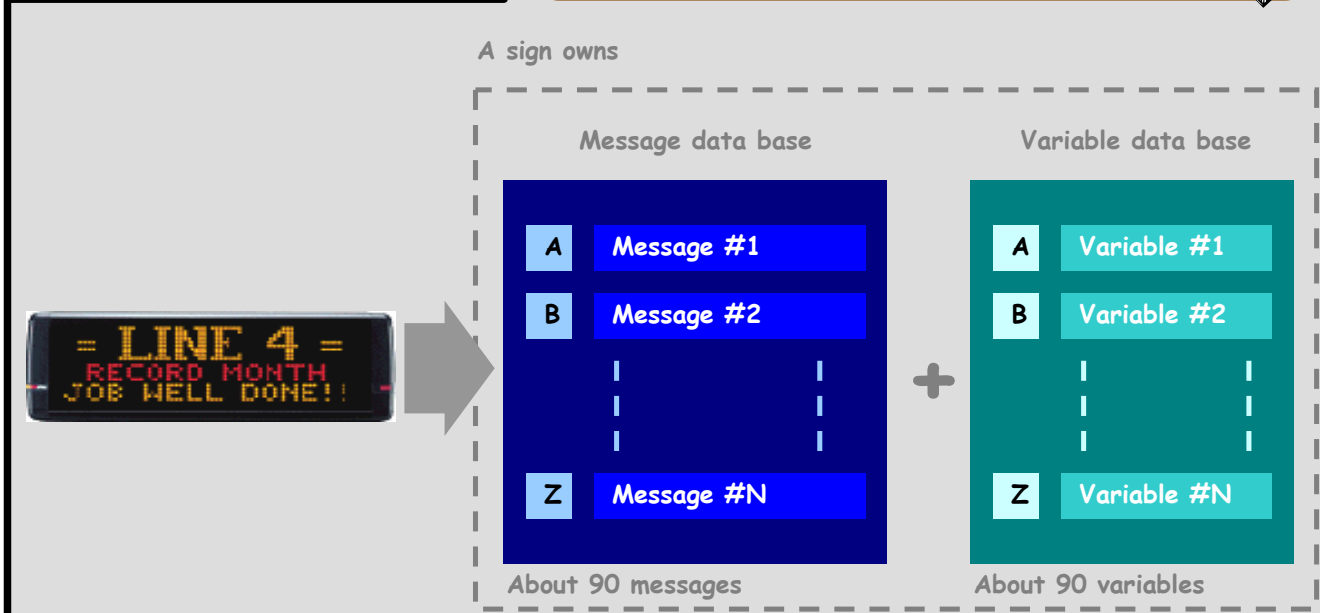 A sign owns
Message data base
Variable data base
A Message #1
A Variable #1
B Message #2
B Variable #2
= LINE 4 =
RECORD MONTH
JOB WELL DONE!!
+
Z Message #N
Z Variable #N
About 90 messages
About 90 variables